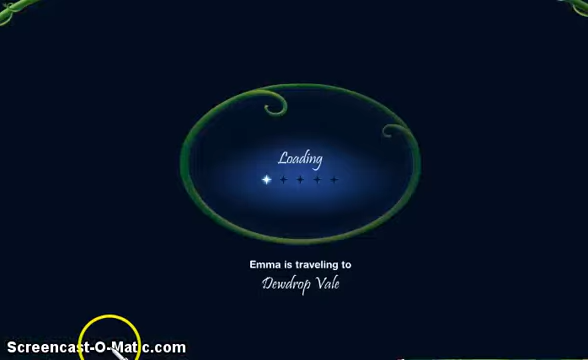 Loading
Emma is traveling to
Dewdrop Vale
Screencast-O-Matic.com